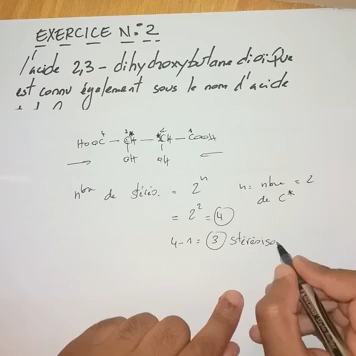 EXERCICE N:2
l'acide 2,3-dihydroxybutane dioïque
est connu également sous le nom d'acide
HOOC - CH - CH - COOH
OH OH
nbre de stéréo. = 2^n n = nbre = 2
= 2^2 = 4 de C*
4-1 = 3